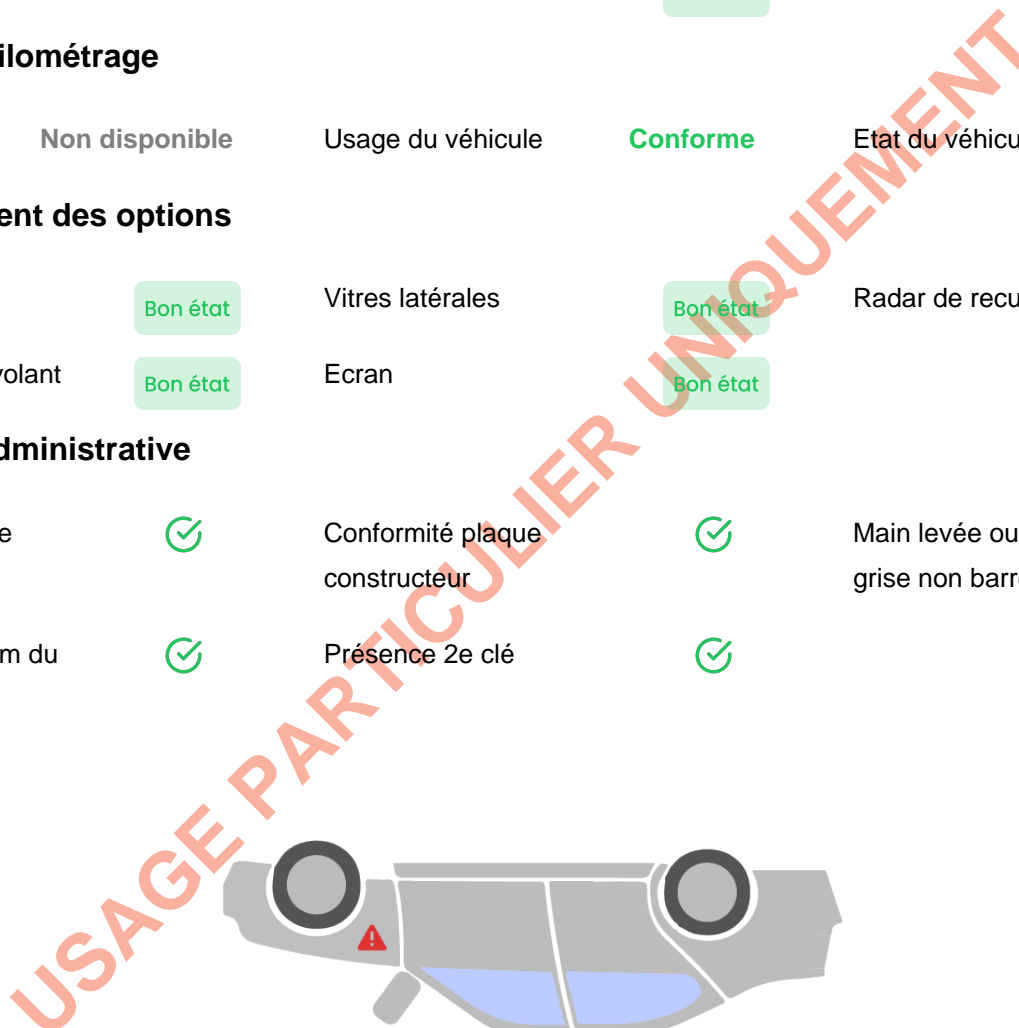 ilométrage
Non disponible Usage du véhicule Conforme Etat du véhicu
ent des options
Bon état Vitres latérales Bon état Radar de recu
volant Bon état Ecran Bon état
dministrative
e Conformité plaque constructeur Main levée ou
grise non barr
m du Présence 2e clé
USAGE PARTICULIER UNIQUEMENT